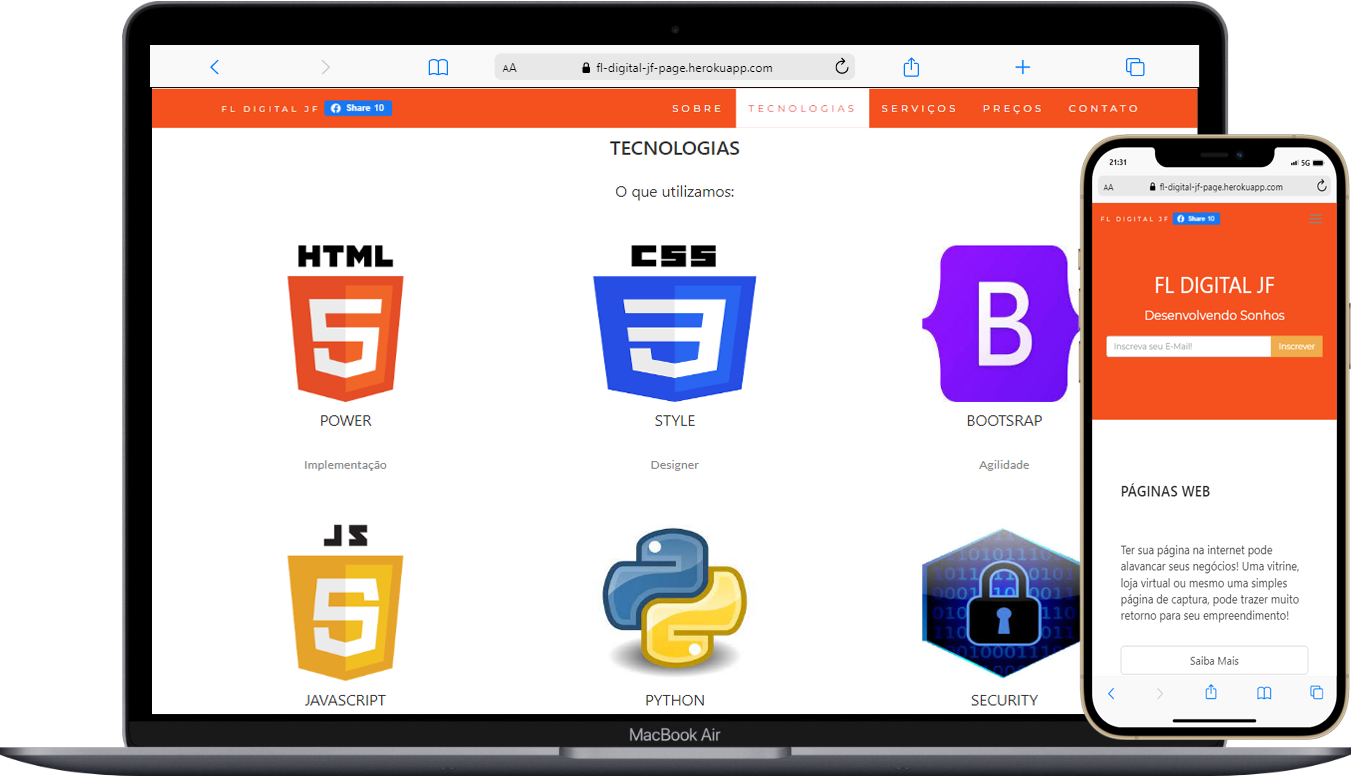 AA fl-digital-jf-page.herokuapp.com
FL DIGITAL JF Share 10 SOBRE TECNOLOGIAS SERVIÇOS PREÇOS CONTATO
TECNOLOGIAS
O que utilizamos:
HTML CSS
5 3 B
POWER STYLE BOOTSRAP
Implementação Designer Agilidade
JS
5
JAVASCRIPT PYTHON SECURITY
MacBook Air
21:31 5G
AA fl-digital-jf-page.herokuapp.com
FL DIGITAL JF Share 10
FL DIGITAL JF
Desenvolvendo Sonhos
Inscreva seu E-Mail! Inscrever
PÁGINAS WEB
Ter sua página na internet pode
alavancar seus negócios! Uma vitrine,
loja virtual ou mesmo uma simples
página de captura, pode trazer muito
retorno para seu empreendimento!
Saiba Mais